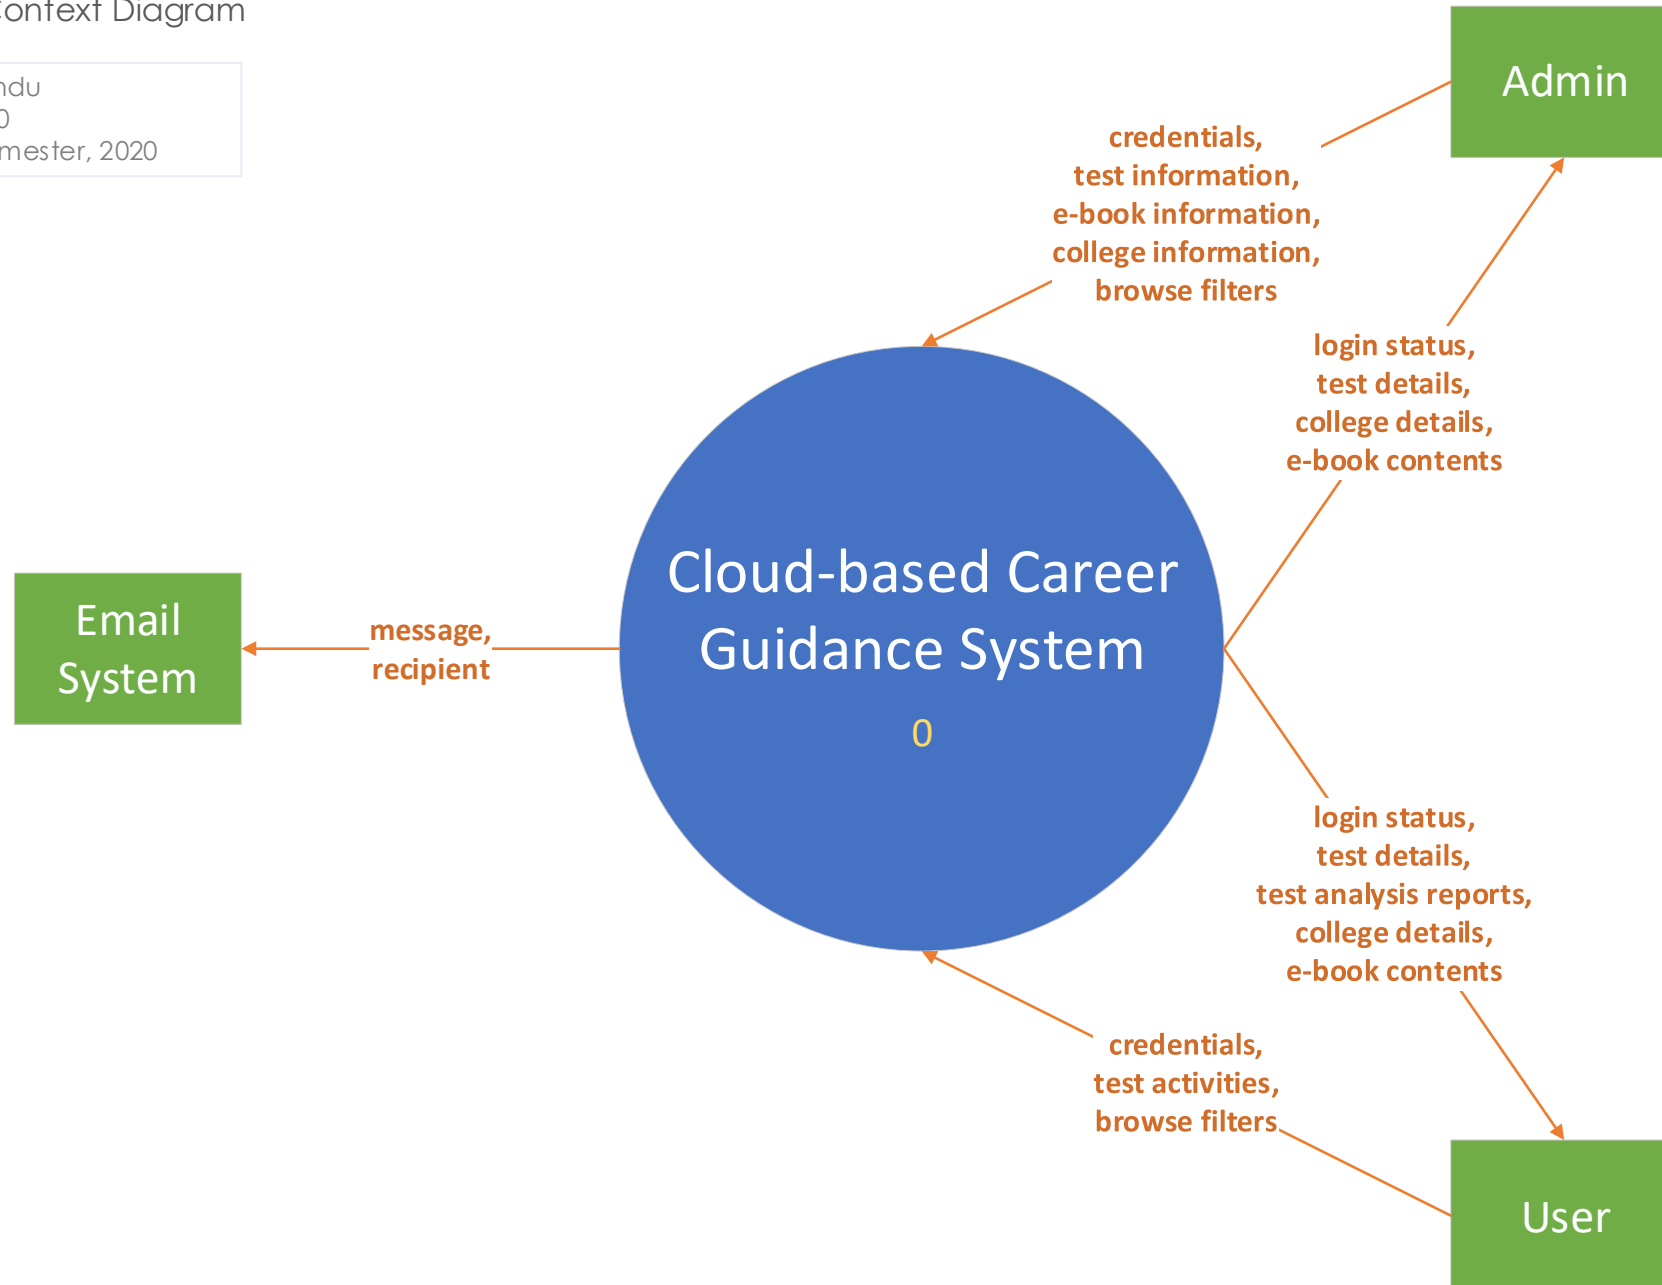 Context Diagram
ndu
0
mester, 2020
Admin
credentials,
test information,
e-book information,
college information,
browse filters
login status,
test details,
college details,
e-book contents
Cloud-based Career
Guidance System
0
Email
System
message,
recipient
login status,
test details,
test analysis reports,
college details,
e-book contents
credentials,
test activities,
browse filters
User